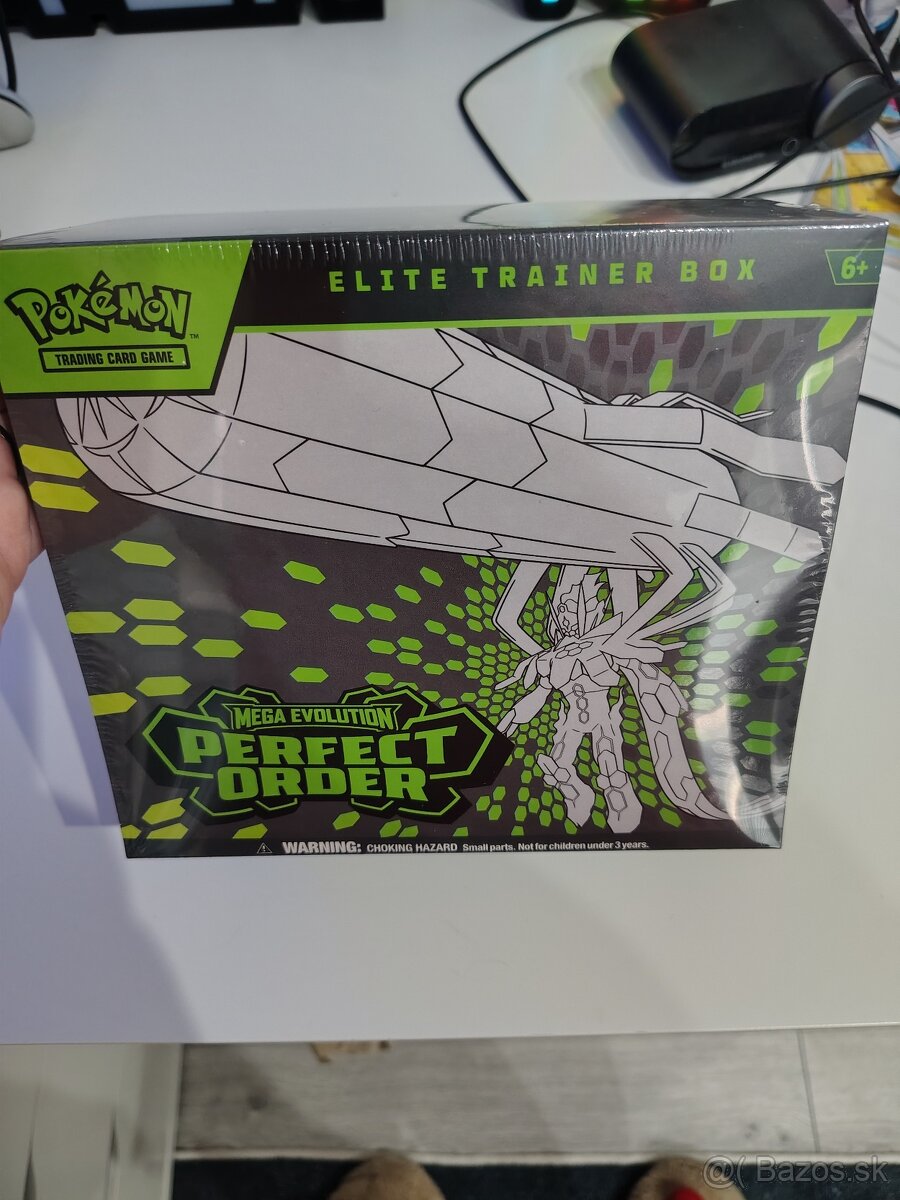 ELITE TRAINER BOX
6+
POKéMON
™
TRADING CARD GAME
MEGA EVOLUTION
PERFECT
ORDER
WARNING: CHOKING HAZARD Small parts. Not for children under 3 years.
@( Bazos.sk